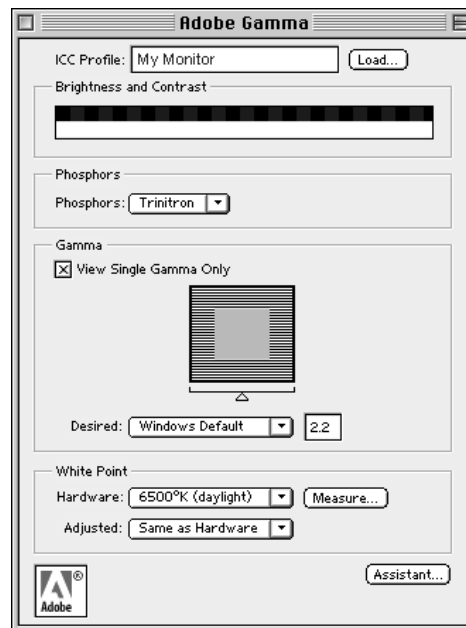 Adobe Gamma
ICC Profile: My Monitor Load...
Brightness and Contrast
Phosphors
Phosphors: Trinitron
Gamma
View Single Gamma Only
Desired: Windows Default 2.2
White Point
Hardware: 6500°K (daylight) Measure...
Adjusted: Same as Hardware
Assistant...
®
Adobe